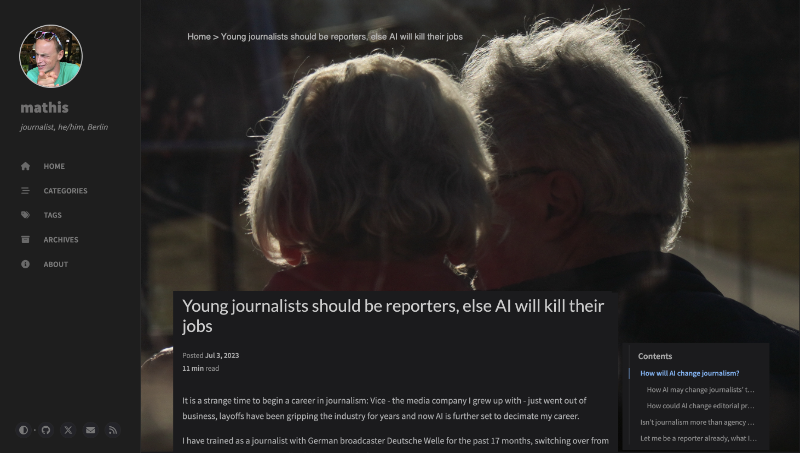 Home > Young journalists should be reporters, else AI will kill their jobs
mathis
journalist, he/him, Berlin
HOME
CATEGORIES
TAGS
ARCHIVES
ABOUT
Young journalists should be reporters, else AI will kill their
jobs
Posted Jul 3, 2023
11 min read
It is a strange time to begin a career in journalism: Vice - the media company I grew up with - just went out of
business, layoffs have been gripping the industry for years and now AI is further set to decimate my career.
I have trained as a journalist with German broadcaster Deutsche Welle for the past 17 months, switching over from
Contents
How will AI change journalism?
How AI may change journalists' t...
How could AI change editorial pr...
Isn't journalism more than agency ...
Let me be a reporter already, what i...